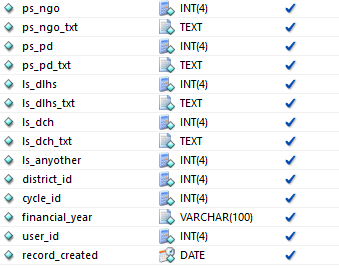 ps_ngo INT(4)
ps_ngo_txt TEXT
ps_pd INT(4)
ps_pd_txt TEXT
ls_dlhs INT(4)
ls_dlhs_txt TEXT
ls_dch INT(4)
ls_dch_txt TEXT
ls_anyother INT(4)
district_id INT(4)
cycle_id INT(4)
financial_year VARCHAR(100)
user_id INT(4)
record_created DATE